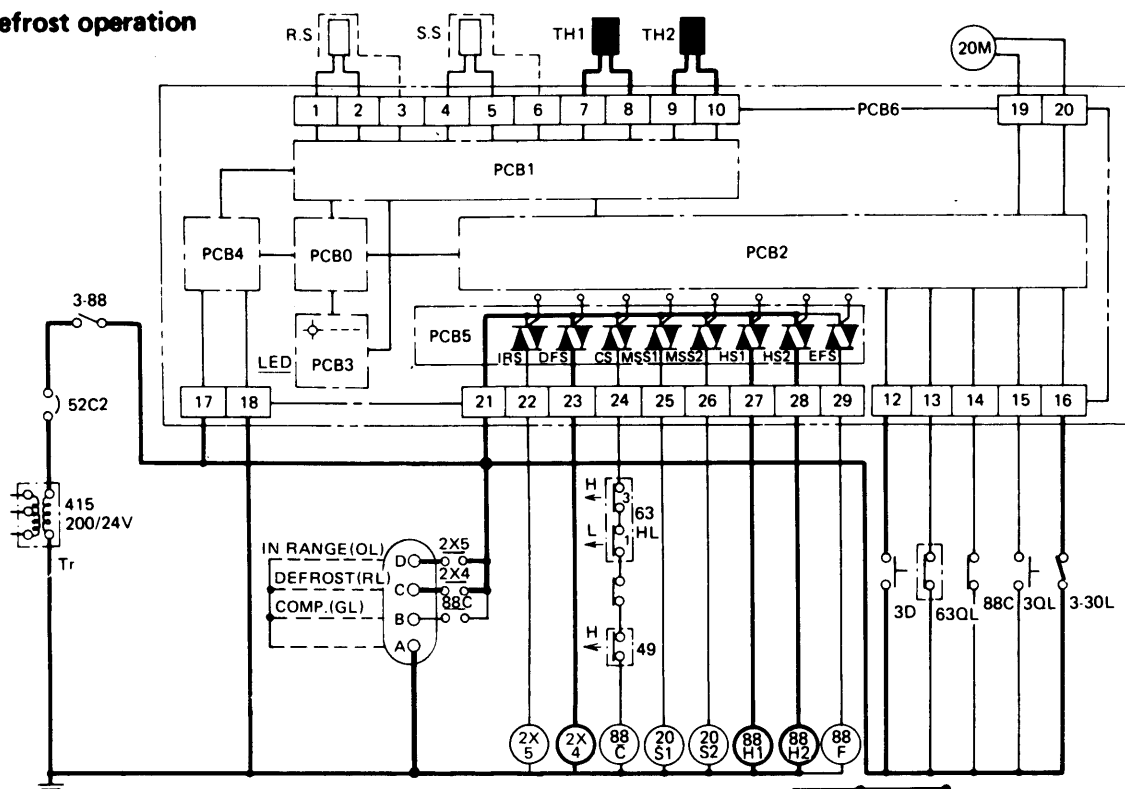 efrost operation
R.S S.S TH1 TH2 20M
1 2 3 4 5 6 7 8 9 10 PCB6 19 20
PCB1
PCB4 PCB0 PCB2
3-88
PCB5
LED PCB3 IRS DFS CS MSS1 MSS2 HS1 HS2 EFS
17 18 21 22 23 24 25 26 27 28 29 12 13 14 15 16
52C2
H 3 63
415
200/24V
L 1 HL
Tr
IN RANGE(OL) D 2X5
DEFROST(RL) C 2X4
COMP.(GL) B 88C
A
3D 63QL 88C 3QL 3-30L
H 49
2X 5
2X 4
88 C
20 S1
20 S2
88 H1
88 H2
88 F